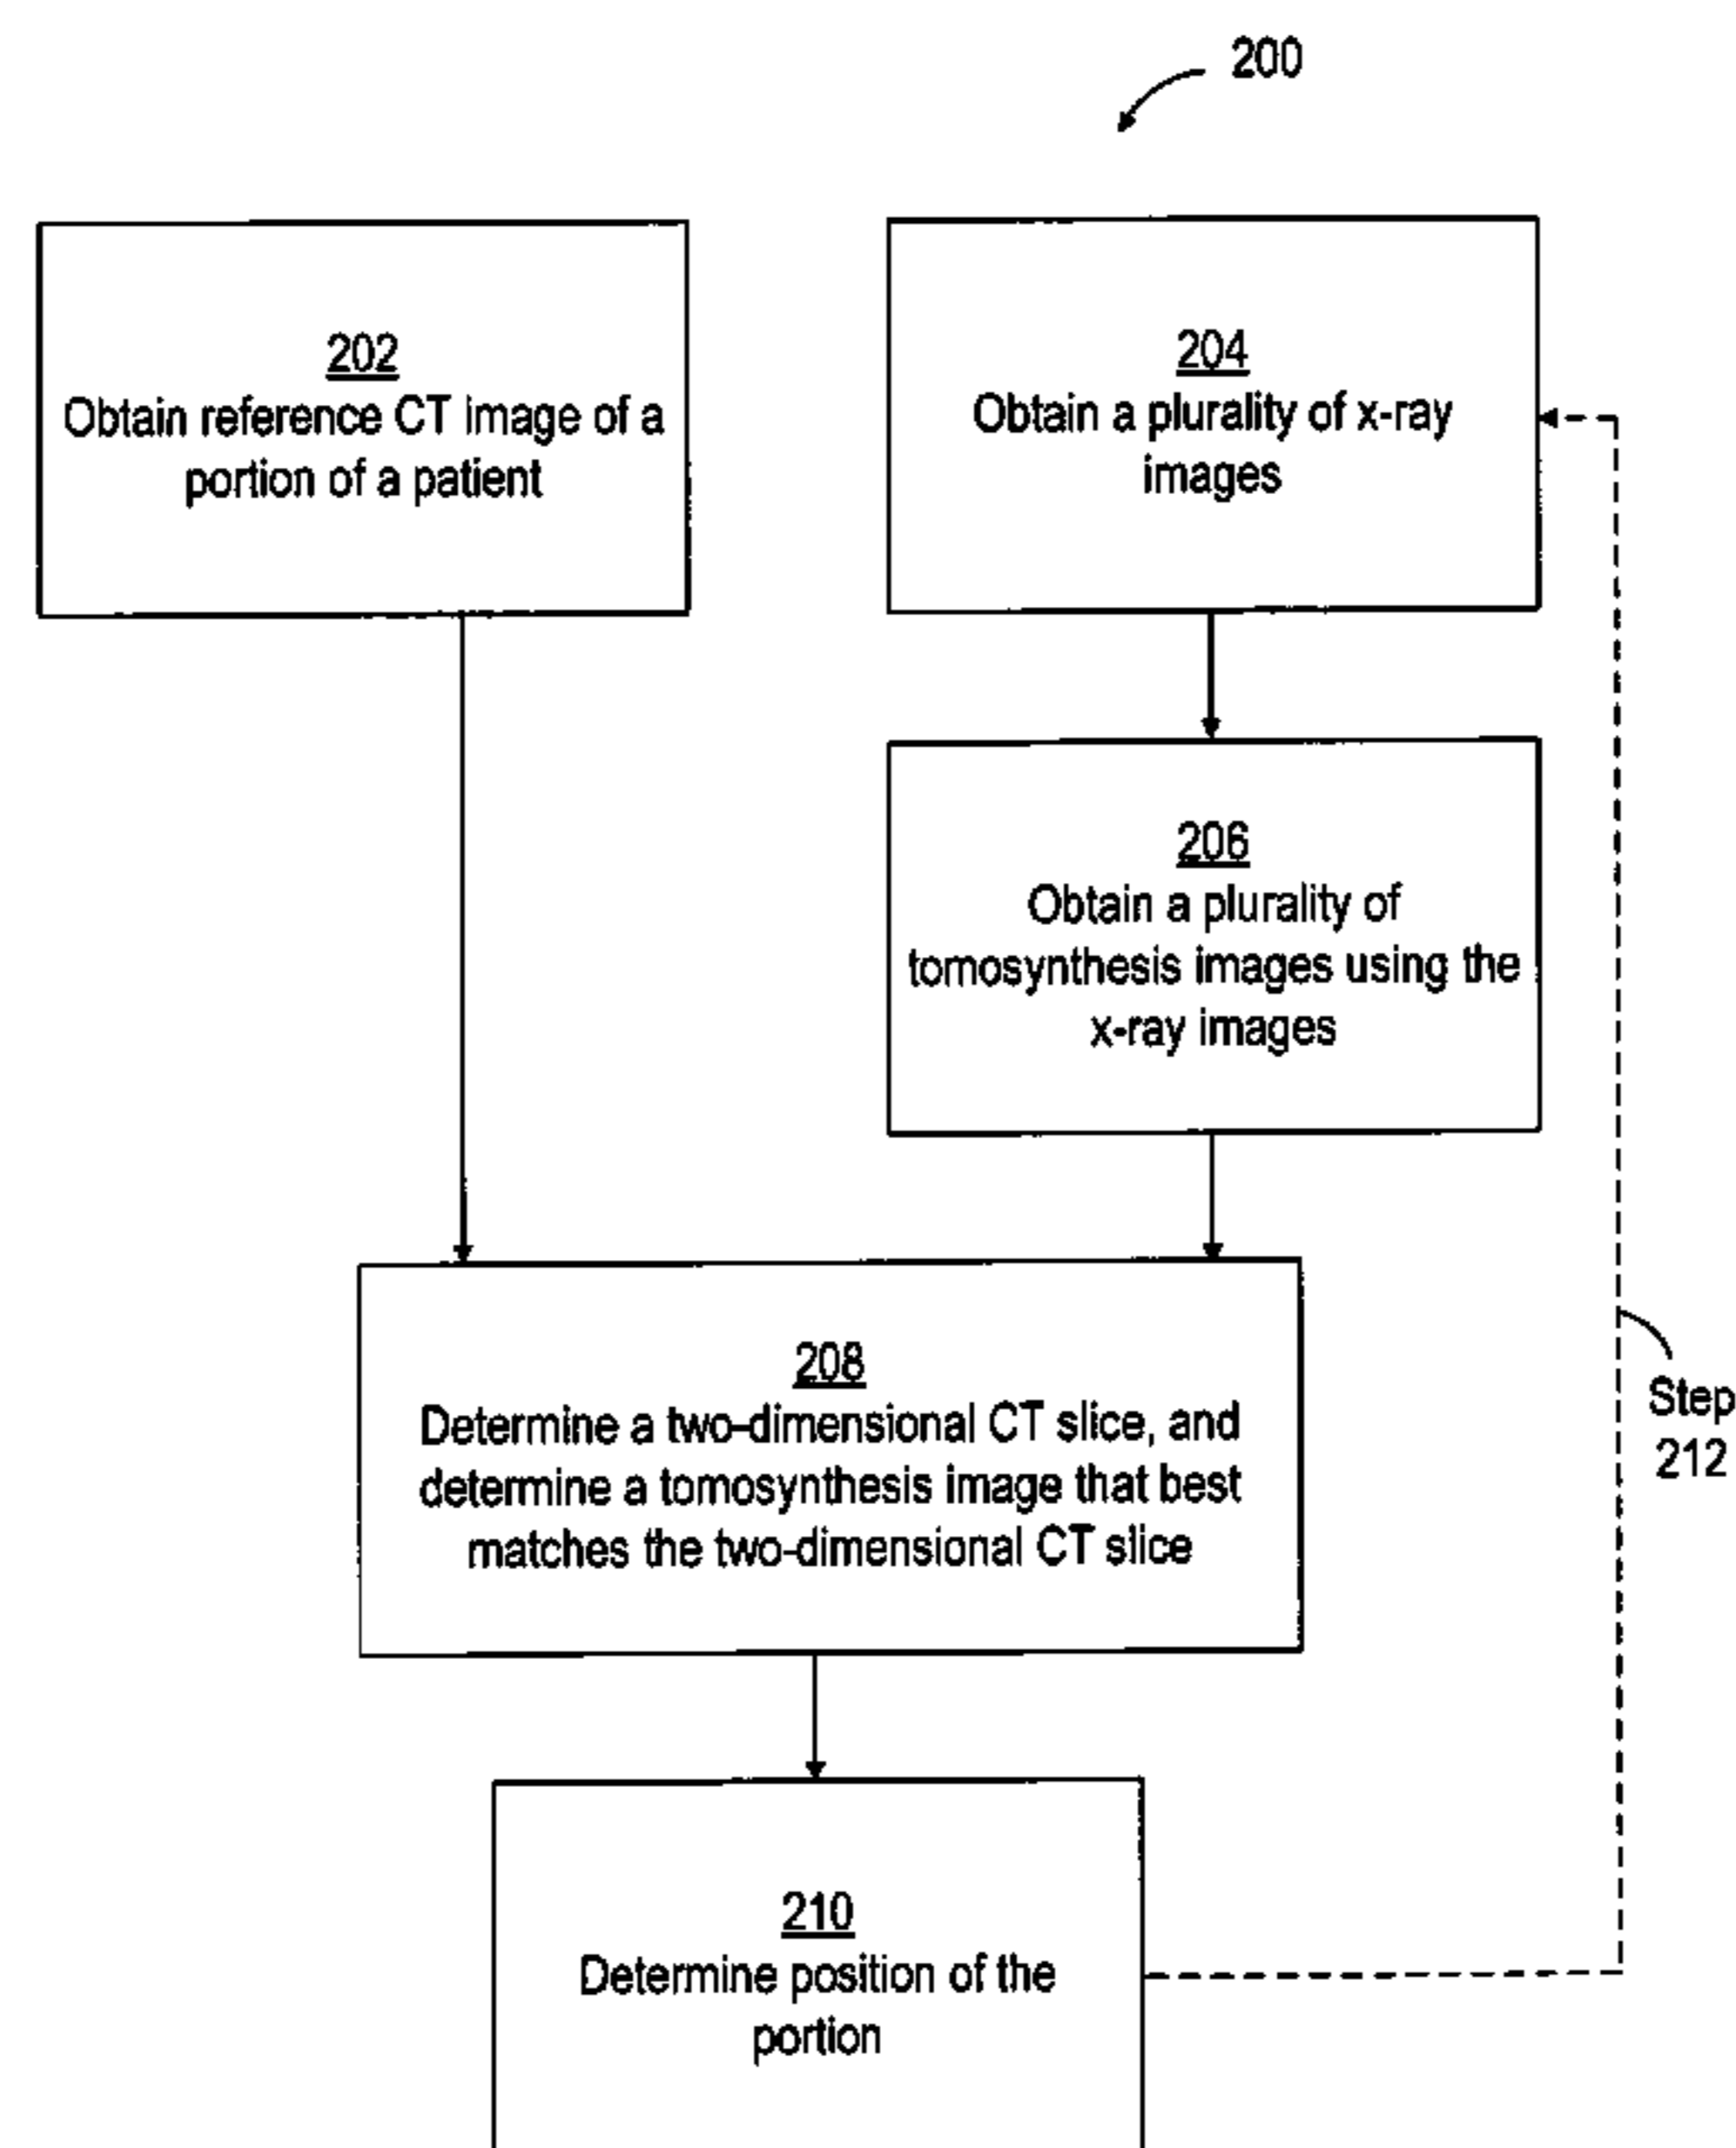 200
202
Obtain reference CT image of a
portion of a patient
204
Obtain a plurality of x-ray
images
206
Obtain a plurality of
tomosynthesis images using the
x-ray images
208
Determine a two-dimensional CT slice, and
determine a tomosynthesis image that best
matches the two-dimensional CT slice
Step
212
210
Determine position of the
portion